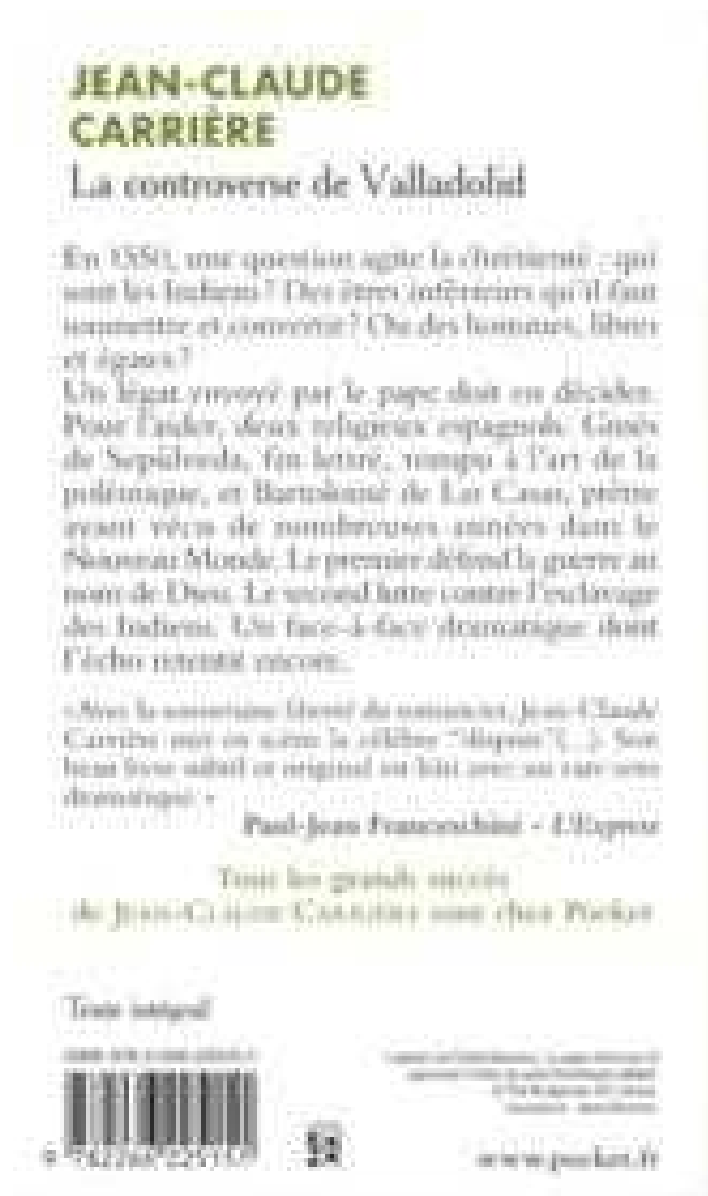 JEAN-CLAUDE
CARRIÈRE
La controverse de Valladolid
En 1550, une question agite la chrétienté : qui
sont les Indiens ? Des êtres inférieurs qu'il faut
soumettre et convertir ? Ou des hommes, libres
et égaux ?
Un légat envoyé par le pape doit en décider.
Pour l'aider, deux religieux espagnols. Ginès
de Sepúlveda, fin lettré, rompu à l'art de la
polémique, et Bartolomé de Las Casas, prêtre
ayant vécu de nombreuses années dans le
Nouveau Monde. Le premier défend la guerre au
nom de Dieu. Le second lutte contre l'esclavage
des Indiens. Un face-à-face dramatique dont
l'écho retentit encore.
« Avec la souveraine liberté du romancier, Jean-Claude
Carrière met en scène la célèbre "dispute" (...). Son
beau livre subtil et original est bâti avec un rare sens
dramatique. »
Paul-Jean Franceschini – L'Express
Tous les grands succès
de JEAN-CLAUDE CARRIÈRE sont chez Pocket
Texte intégral
www.pocket.fr